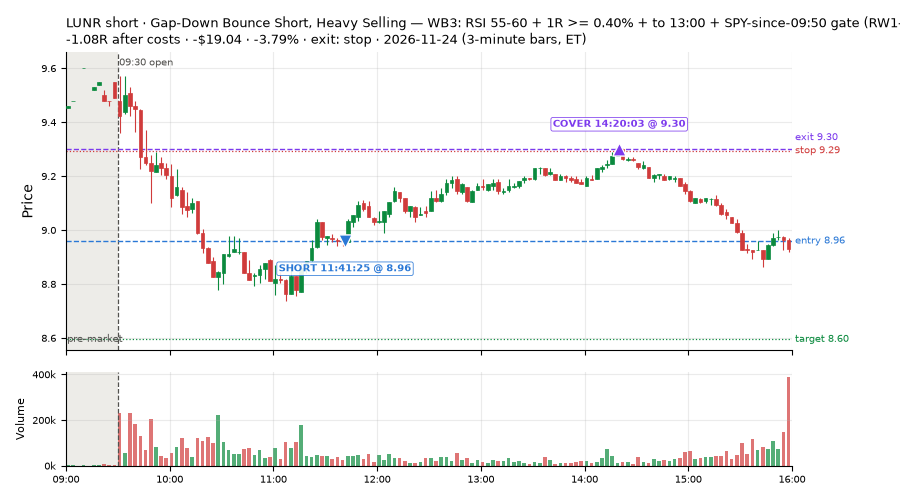 LUNR short · Gap-Down Bounce Short, Heavy Selling — WB3: RSI 55-60 + 1R >= 0.40% + to 13:00 + SPY-since-09:50 gate (RW1-
-1.08R after costs · -$19.04 · -3.79% · exit: stop · 2026-11-24 (3-minute bars, ET)
09:30 open
9.6
9.4
9.2
9.0
8.8
8.6
Price
COVER 14:20:03 @ 9.30
exit 9.30
stop 9.29
entry 8.96
SHORT 11:41:25 @ 8.96
pre-market
target 8.60
400k
200k
0k
Volume
09:00
10:00
11:00
12:00
13:00
14:00
15:00
16:00